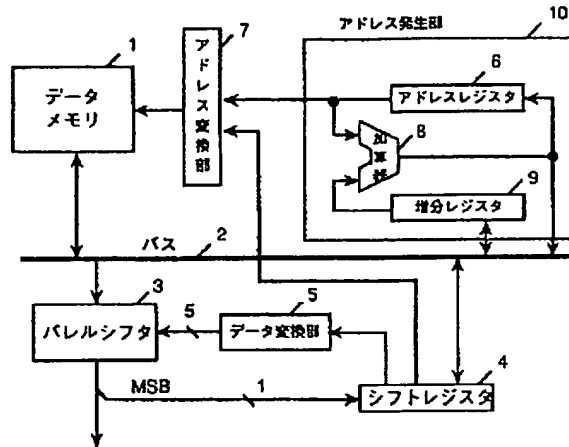 アドレス発生部
10
7
1
データ
メモリ
アドレス変換部
6
アドレスレジスタ
加算器
8
9
増分レジスタ
バス
2
3
バレルシフタ
5
5
データ変換部
4
シフトレジスタ
MSB
1